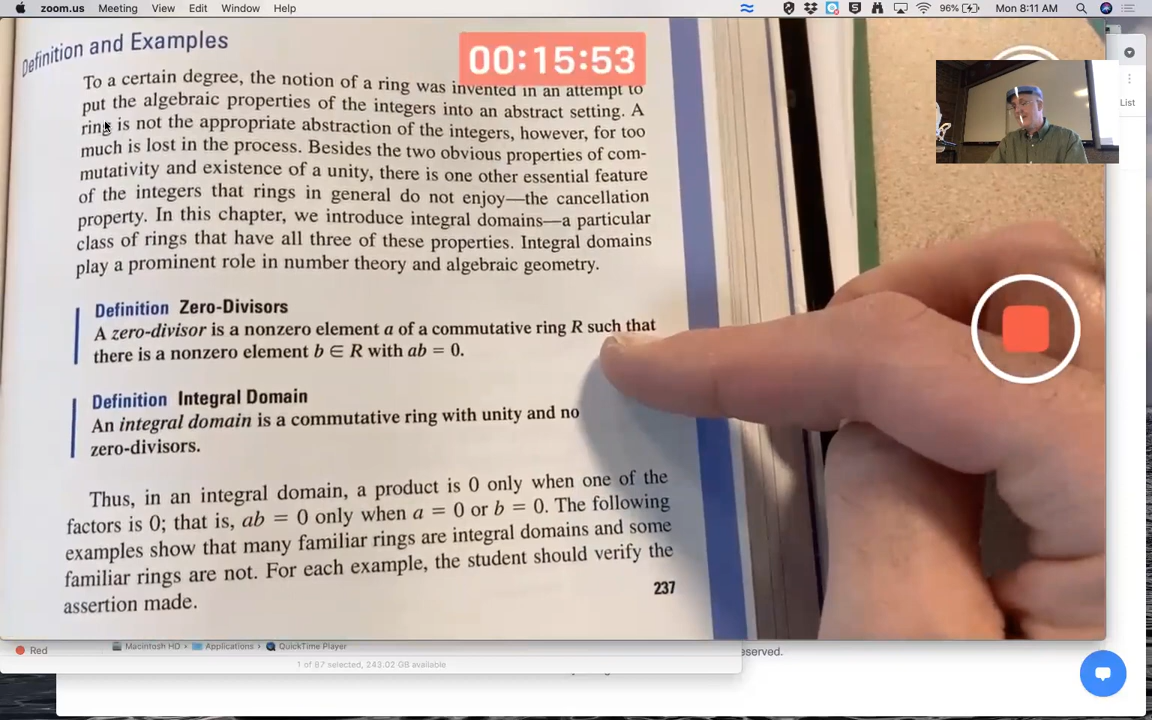 zoom.us Meeting View Edit Window Help 96% Mon 8:11 AM
Definition and Examples
00:15:53
To a certain degree, the notion of a ring was invented in an attempt to
put the algebraic properties of the integers into an abstract setting. A
ring is not the appropriate abstraction of the integers, however, for too
much is lost in the process. Besides the two obvious properties of com-
mutativity and existence of a unity, there is one other essential feature
of the integers that rings in general do not enjoy—the cancellation
property. In this chapter, we introduce integral domains—a particular
class of rings that have all three of these properties. Integral domains
play a prominent role in number theory and algebraic geometry.
List
Definition Zero-Divisors
A zero-divisor is a nonzero element a of a commutative ring R such that
there is a nonzero element b ∈ R with ab = 0.
Definition Integral Domain
An integral domain is a commutative ring with unity and no
zero-divisors.
Thus, in an integral domain, a product is 0 only when one of the
factors is 0; that is, ab = 0 only when a = 0 or b = 0. The following
examples show that many familiar rings are integral domains and some
familiar rings are not. For each example, the student should verify the
assertion made.
237
Red Macintosh HD › Applications › QuickTime Player
eserved.
1 of 87 selected, 243.02 GB available